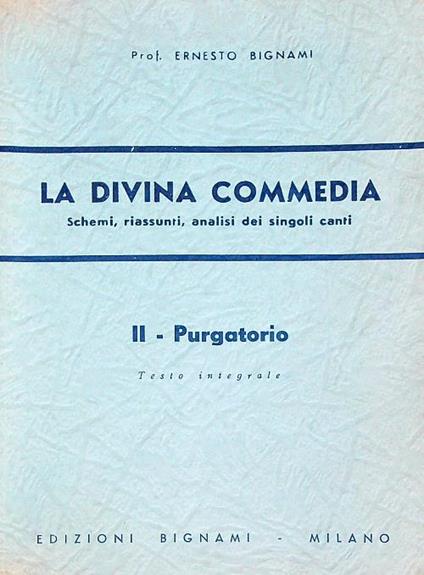 Prof. ERNESTO BIGNAMI
LA DIVINA COMMEDIA
Schemi, riassunti, analisi dei singoli canti
II - Purgatorio
Testo integrale
EDIZIONI BIGNAMI - MILANO